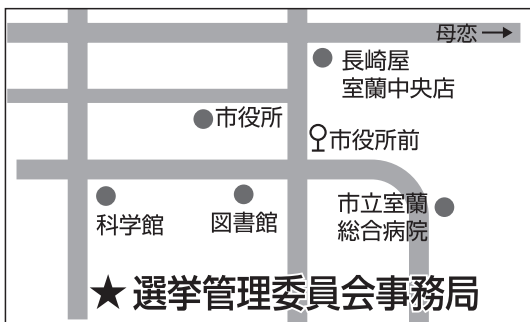 母恋→
長崎屋
室蘭中央店
市役所
市役所前
科学館
図書館
市立室蘭
総合病院
★選挙管理委員会事務局